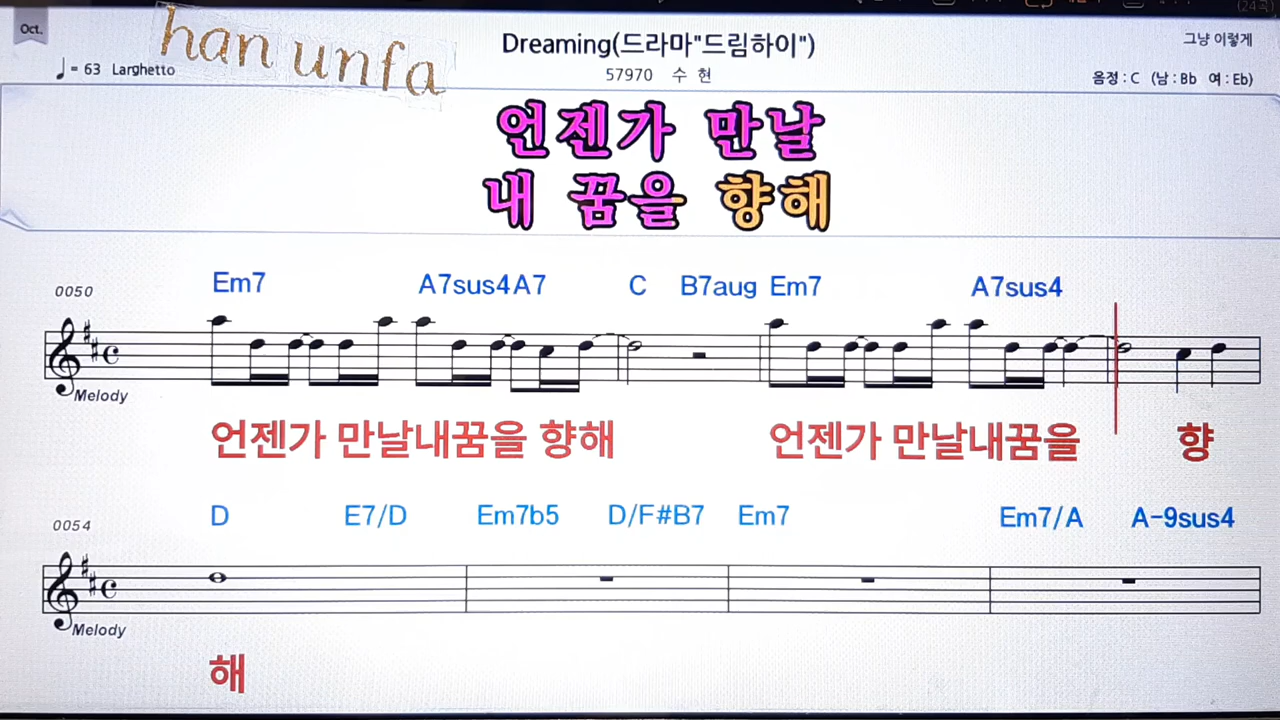 Oct.
han unfa
Dreaming(드라마"드림하이")
그냥 이렇게
♩= 63 Larghetto
57970 수 현
음정 : C (남 : Bb 여 : Eb)
언젠가 만날
내 꿈을 향해
0050
Em7 A7sus4 A7 C B7aug Em7 A7sus4
Melody
언젠가 만날내꿈을 향해 언젠가 만날내꿈을 향
0054
D E7/D Em7b5 D/F#B7 Em7 Em7/A A-9sus4
Melody
해